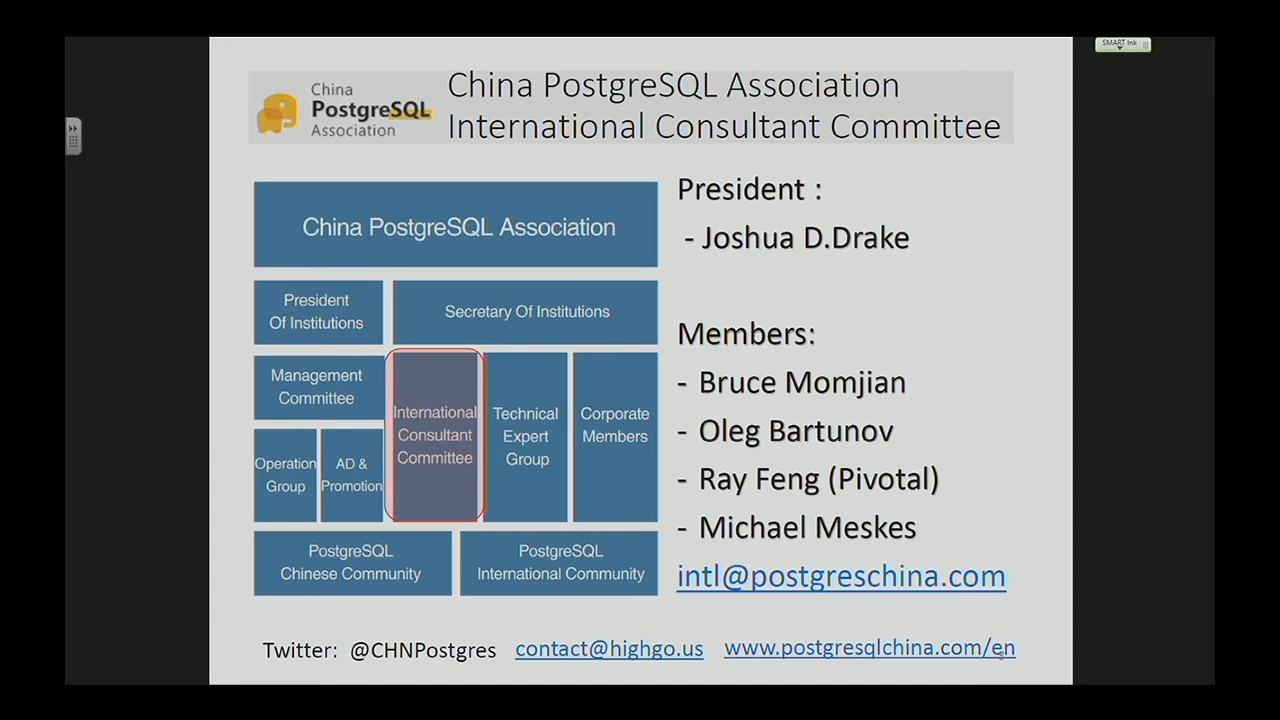 SMART Ink
China
PostgreSQL
Association
China PostgreSQL Association
International Consultant Committee
China PostgreSQL Association
President
Of Institutions
Secretary Of Institutions
Management
Committee
International
Consultant
Committee
Technical
Expert
Group
Corporate
Members
Operation
Group
AD &
Promotion
PostgreSQL
Chinese Community
PostgreSQL
International Community
President :
- Joshua D.Drake
Members:
- Bruce Momjian
- Oleg Bartunov
- Ray Feng (Pivotal)
- Michael Meskes
intl@postgreschina.com
Twitter: @CHNPostgres contact@highgo.us www.postgresqlchina.com/en